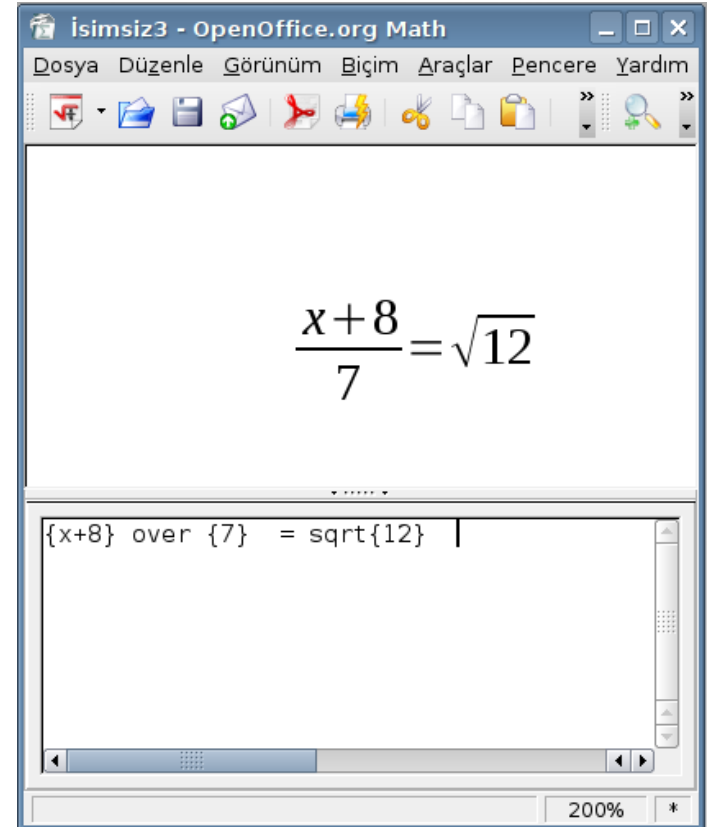 İsimsiz3 - OpenOffice.org Math
Dosya Düzenle Görünüm Biçim Araçlar Pencere Yardım
x+8
7
=√12
{x+8} over {7}  = sqrt{12}
200% *